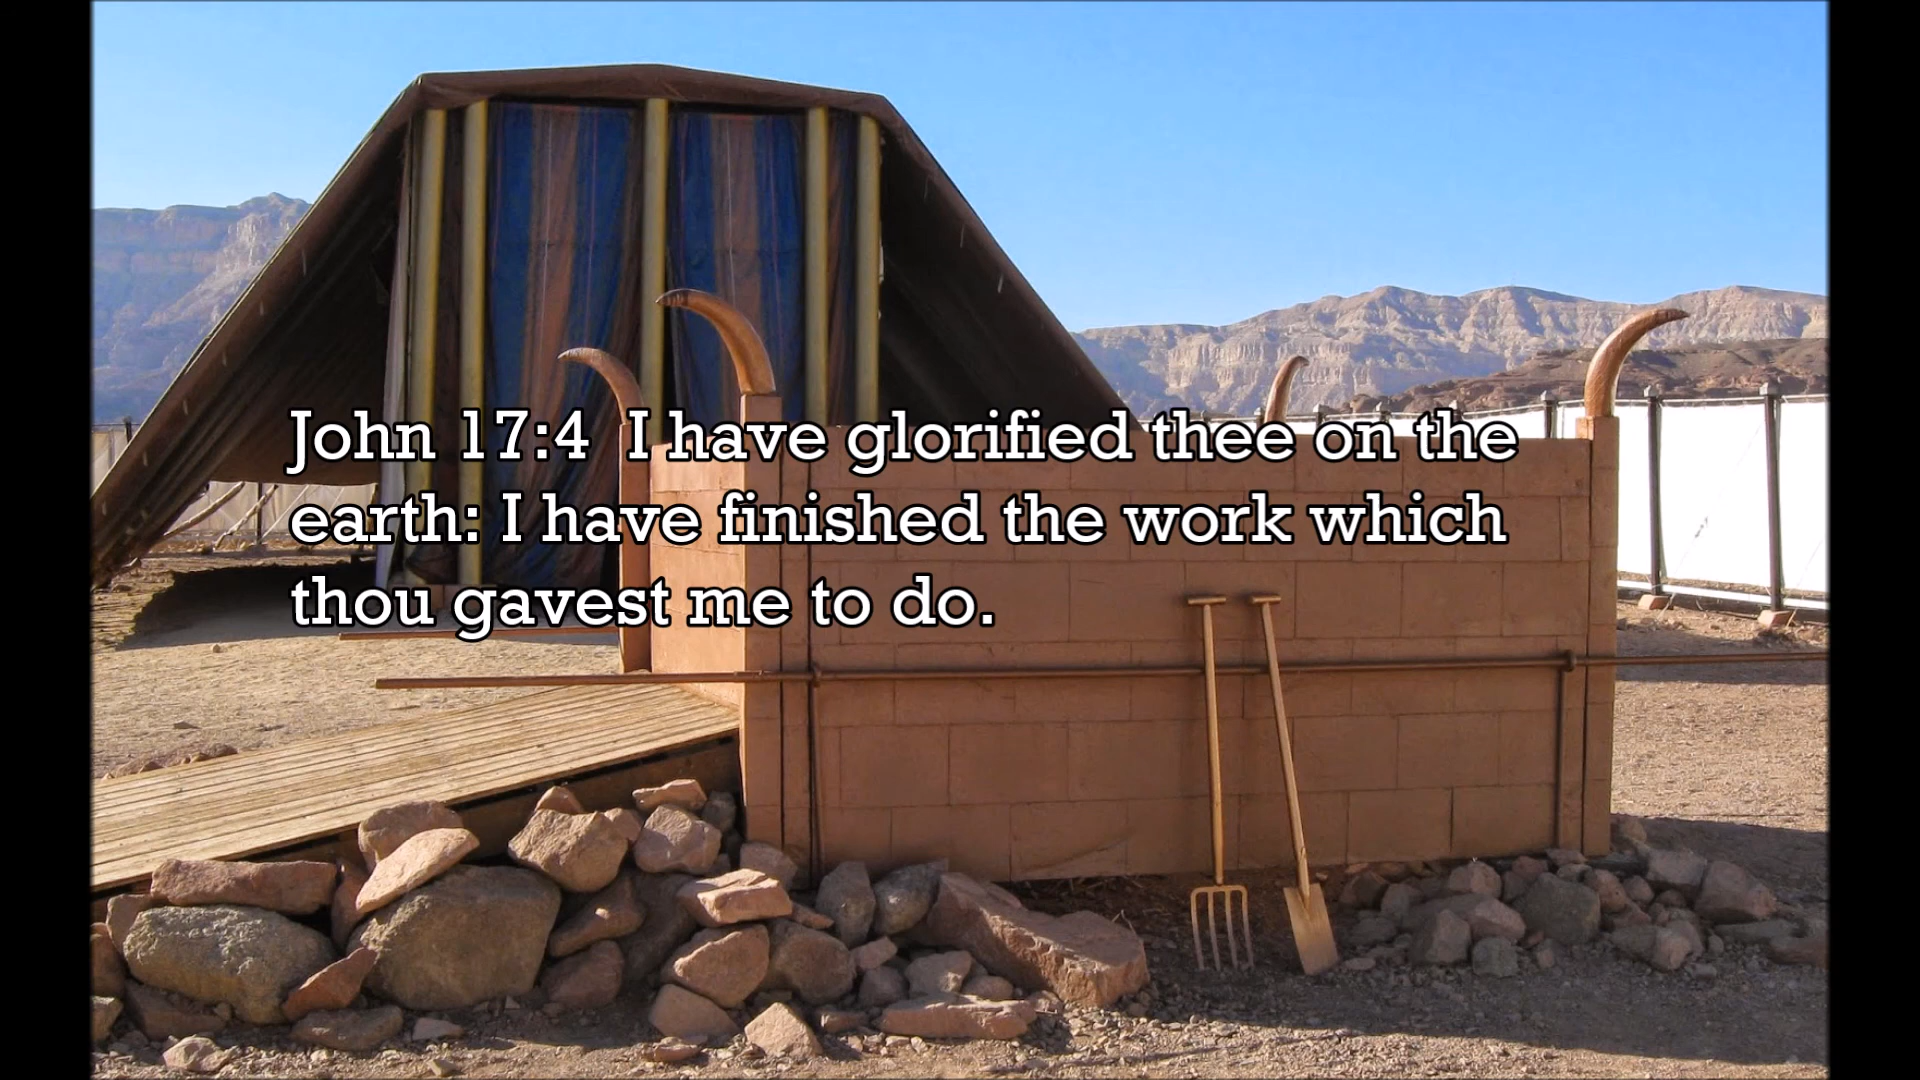 John 17:4  I have glorified thee on the
earth: I have finished the work which
thou gavest me to do.